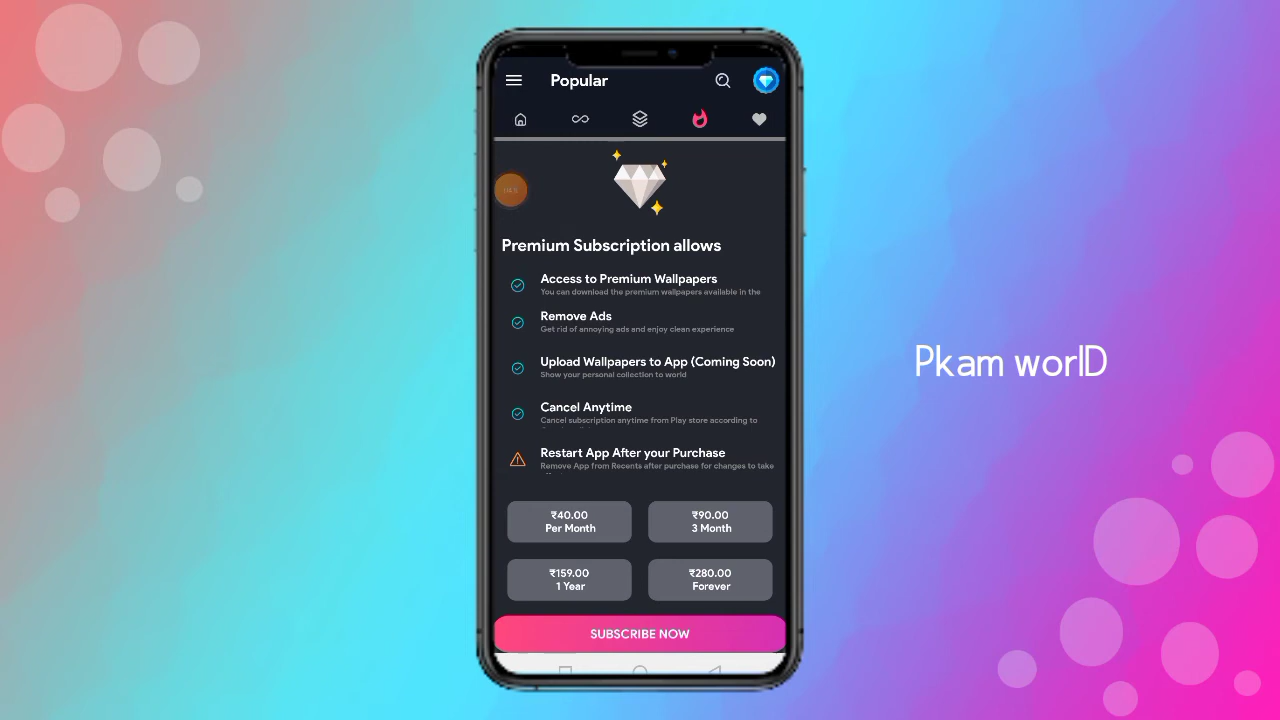 Popular
Premium Subscription allows
Access to Premium Wallpapers
You can download the premium wallpapers available in the
Remove Ads
Get rid of annoying ads and enjoy clean experience
Upload Wallpapers to App (Coming Soon)
Show your personal collection to world
Cancel Anytime
Cancel subscription anytime from Play store according to
Restart App After your Purchase
Remove App from Recents after purchase for changes to take
₹40.00
Per Month
₹90.00
3 Month
₹159.00
1 Year
₹280.00
Forever
SUBSCRIBE NOW
Pkam worlD